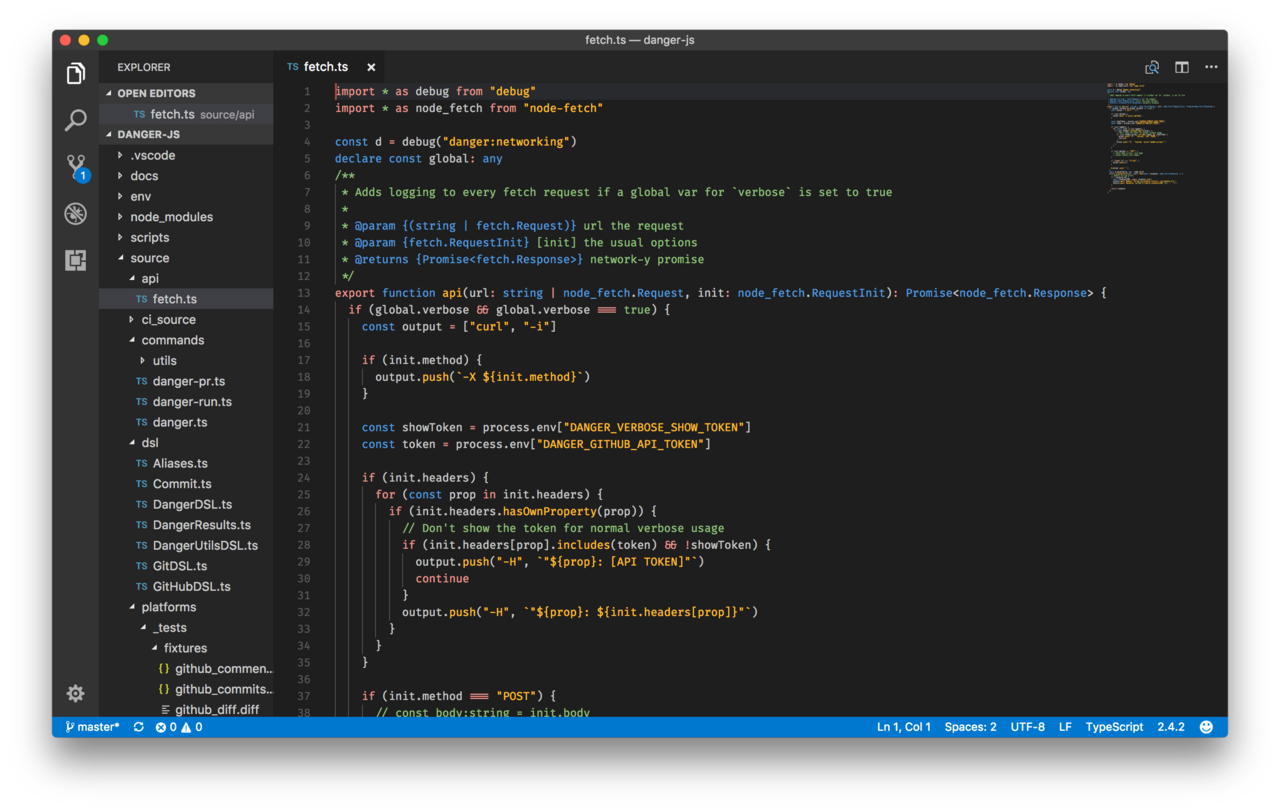 fetch.ts — danger-js
EXPLORER
OPEN EDITORS
TS fetch.ts source/api
DANGER-JS
.vscode
docs
env
node_modules
scripts
source
api
TS fetch.ts
ci_source
commands
utils
TS danger-pr.ts
TS danger-run.ts
TS danger.ts
dsl
TS Aliases.ts
TS Commit.ts
TS DangerDSL.ts
TS DangerResults.ts
TS DangerUtilsDSL.ts
TS GitDSL.ts
TS GitHubDSL.ts
platforms
_tests
fixtures
{} github_commen...
{} github_commits...
github_diff.diff
1
TS fetch.ts ×
1 import * as debug from "debug"
2 import * as node_fetch from "node-fetch"
3
4 const d = debug("danger:networking")
5 declare const global: any
6 /**
7  * Adds logging to every fetch request if a global var for `verbose` is set to true
8  *
9  * @param {(string | fetch.Request)} url the request
10  * @param {fetch.RequestInit} [init] the usual options
11  * @returns {Promise<fetch.Response>} network-y promise
12  */
13 export function api(url: string | node_fetch.Request, init: node_fetch.RequestInit): Promise<node_fetch.Response> {
14   if (global.verbose && global.verbose === true) {
15     const output = ["curl", "-i"]
16
17     if (init.method) {
18       output.push(`-X ${init.method}`)
19     }
20
21     const showToken = process.env["DANGER_VERBOSE_SHOW_TOKEN"]
22     const token = process.env["DANGER_GITHUB_API_TOKEN"]
23
24     if (init.headers) {
25       for (const prop in init.headers) {
26         if (init.headers.hasOwnProperty(prop)) {
27           // Don't show the token for normal verbose usage
28           if (init.headers[prop].includes(token) && !showToken) {
29             output.push("-H", `"${prop}: [API TOKEN]"`)
30             continue
31           }
32           output.push("-H", `"${prop}: ${init.headers[prop]}"`)
33         }
34       }
35     }
36
37     if (init.method === "POST") {
38       // const body:string = init.body
master* 0 0
Ln 1, Col 1 Spaces: 2 UTF-8 LF TypeScript 2.4.2